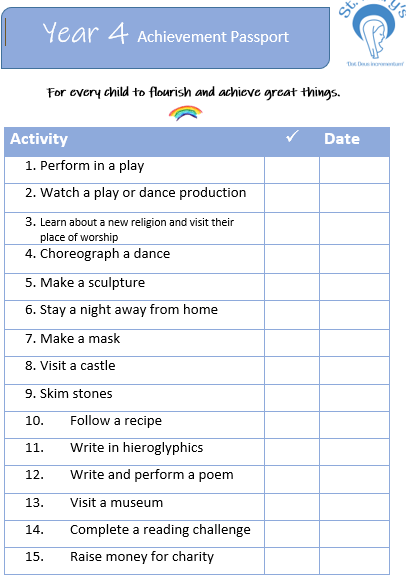 Year 4 Achievement Passport
"Dat Deus incrementum"
For every child to flourish and achieve great things.
Activity ✓ Date
1. Perform in a play
2. Watch a play or dance production
3. Learn about a new religion and visit their
place of worship
4. Choreograph a dance
5. Make a sculpture
6. Stay a night away from home
7. Make a mask
8. Visit a castle
9. Skim stones
10. Follow a recipe
11. Write in hieroglyphics
12. Write and perform a poem
13. Visit a museum
14. Complete a reading challenge
15. Raise money for charity